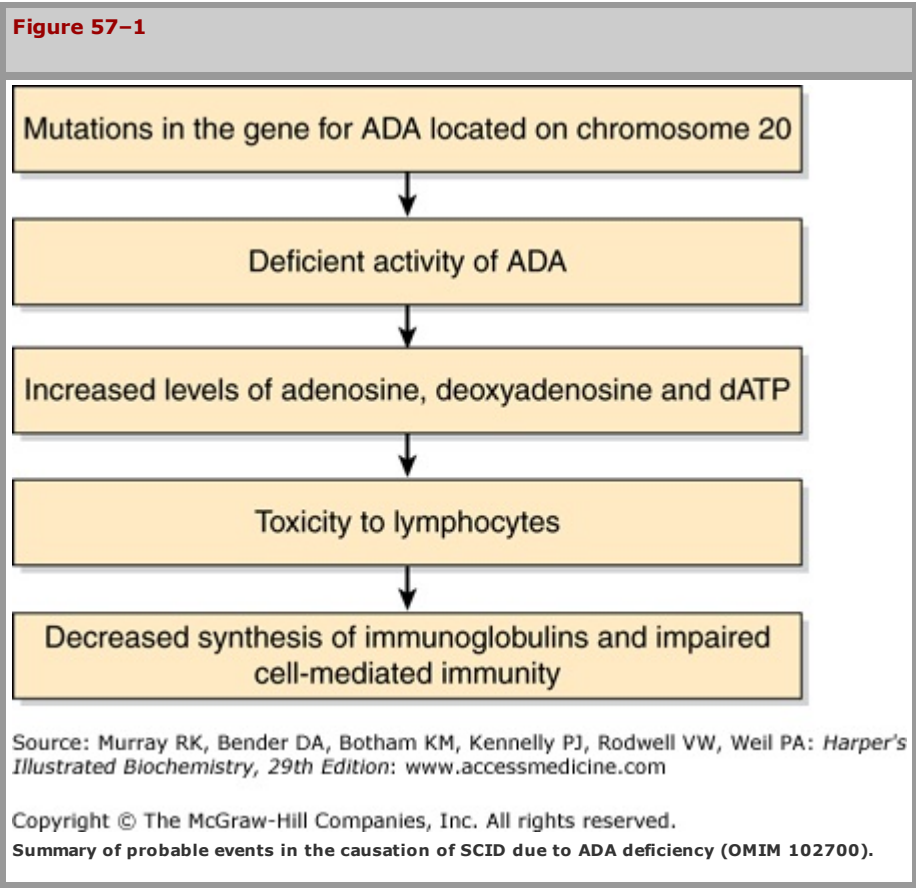 Figure 57–1
Mutations in the gene for ADA located on chromosome 20
Deficient activity of ADA
Increased levels of adenosine, deoxyadenosine and dATP
Toxicity to lymphocytes
Decreased synthesis of immunoglobulins and impaired
cell-mediated immunity
Source: Murray RK, Bender DA, Botham KM, Kennelly PJ, Rodwell VW, Weil PA: Harper's
Illustrated Biochemistry, 29th Edition: www.accessmedicine.com
Copyright © The McGraw-Hill Companies, Inc. All rights reserved.
Summary of probable events in the causation of SCID due to ADA deficiency (OMIM 102700).